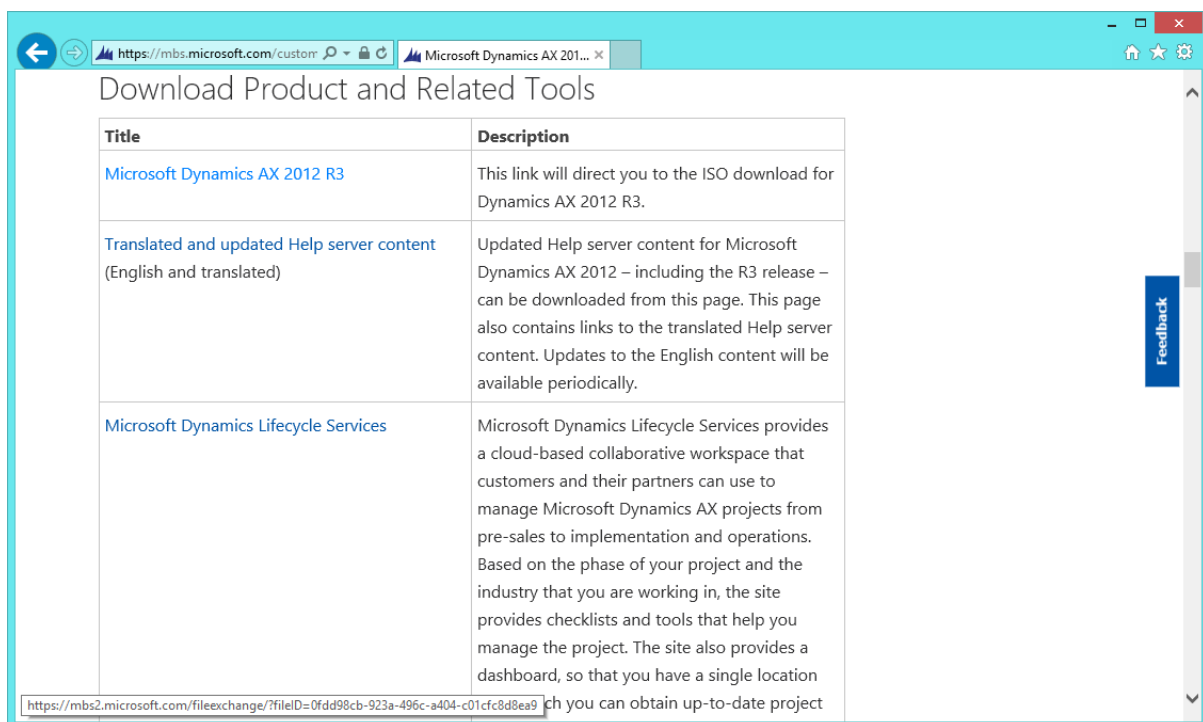 https://mbs.microsoft.com/custom
Microsoft Dynamics AX 201...
Download Product and Related Tools
Title
Description
Microsoft Dynamics AX 2012 R3
This link will direct you to the ISO download for
Dynamics AX 2012 R3.
Translated and updated Help server content
(English and translated)
Updated Help server content for Microsoft
Dynamics AX 2012 – including the R3 release –
can be downloaded from this page. This page
also contains links to the translated Help server
content. Updates to the English content will be
available periodically.
Microsoft Dynamics Lifecycle Services
Microsoft Dynamics Lifecycle Services provides
a cloud-based collaborative workspace that
customers and their partners can use to
manage Microsoft Dynamics AX projects from
pre-sales to implementation and operations.
Based on the phase of your project and the
industry that you are working in, the site
provides checklists and tools that help you
manage the project. The site also provides a
dashboard, so that you have a single location
ch you can obtain up-to-date project
https://mbs2.microsoft.com/fileexchange/?fileID=0fdd98cb-923a-496c-a404-c01cfc8d8ea9
Feedback